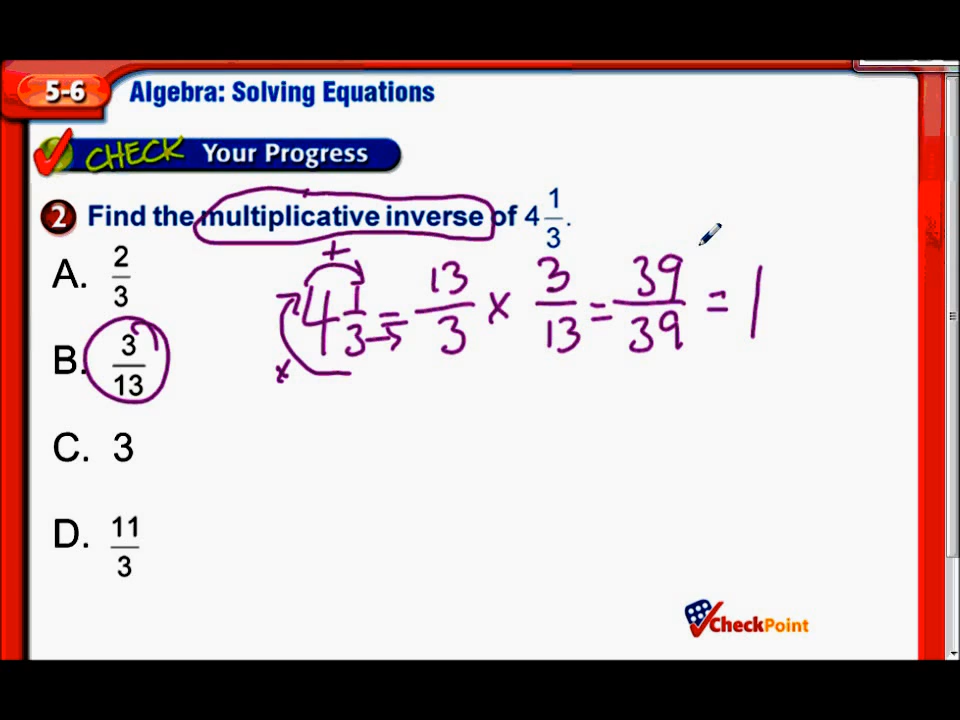 5-6 Algebra: Solving Equations
CHECK Your Progress
2 Find the multiplicative inverse of 4 1/3.
A. 2/3
B. 3/13
C. 3
D. 11/3
+
4 1/3 = 13/3 × 3/13 = 39/39 = 1
×
CheckPoint